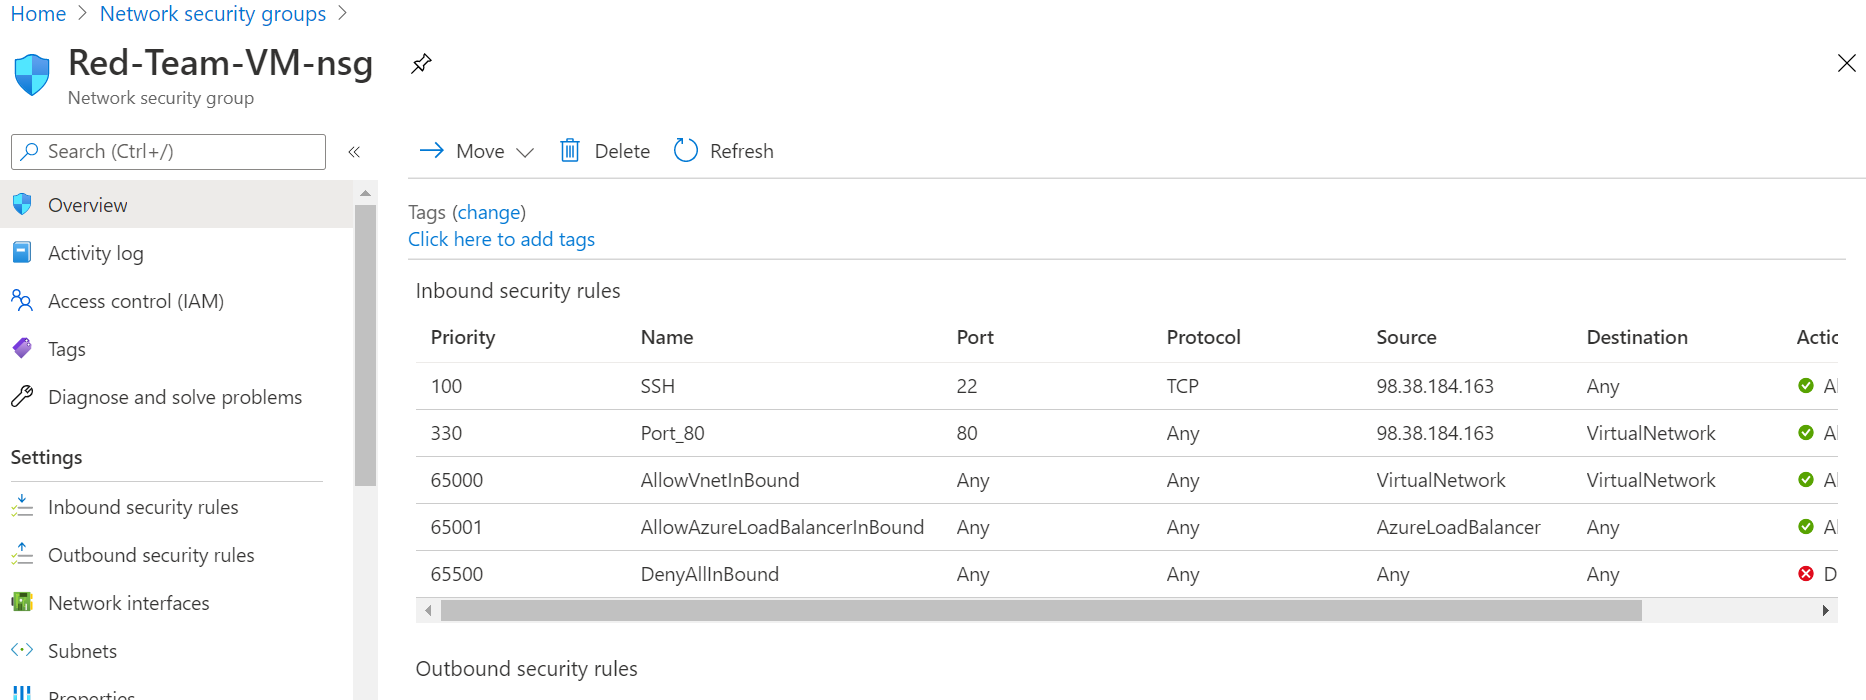 Home > Network security groups >
Red-Team-VM-nsg
Network security group
Search (Ctrl+/)
«
Move
Delete
Refresh
Overview
Activity log
Access control (IAM)
Tags
Diagnose and solve problems
Settings
Inbound security rules
Outbound security rules
Network interfaces
Subnets
Properties
Tags (change)
Click here to add tags
Inbound security rules
Priority Name Port Protocol Source Destination Actic
100 SSH 22 TCP 98.38.184.163 Any Al
330 Port_80 80 Any 98.38.184.163 VirtualNetwork Al
65000 AllowVnetInBound Any Any VirtualNetwork VirtualNetwork Al
65001 AllowAzureLoadBalancerInBound Any Any AzureLoadBalancer Any Al
65500 DenyAllInBound Any Any Any Any D
Outbound security rules